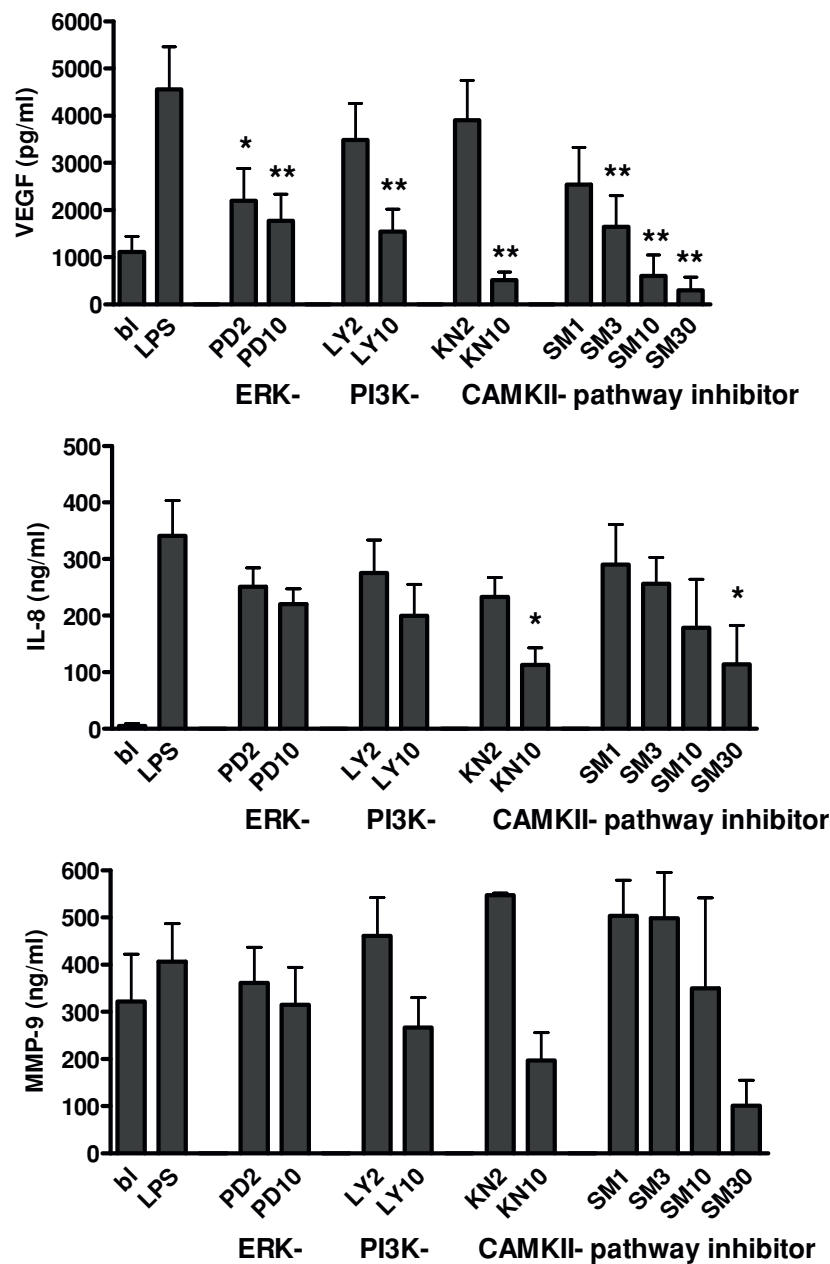 6000
5000
4000
3000
2000
1000
0
VEGF (pg/ml)
* ** ** ** ** ** **
bl LPS PD2 PD10 LY2 LY10 KN2 KN10 SM1 SM3 SM10 SM30
ERK- PI3K- CAMKII- pathway inhibitor
500
400
300
200
100
0
IL-8 (ng/ml)
* *
bl LPS PD2 PD10 LY2 LY10 KN2 KN10 SM1 SM3 SM10 SM30
ERK- PI3K- CAMKII- pathway inhibitor
600
500
400
300
200
100
0
MMP-9 (ng/ml)
bl LPS PD2 PD10 LY2 LY10 KN2 KN10 SM1 SM3 SM10 SM30
ERK- PI3K- CAMKII- pathway inhibitor